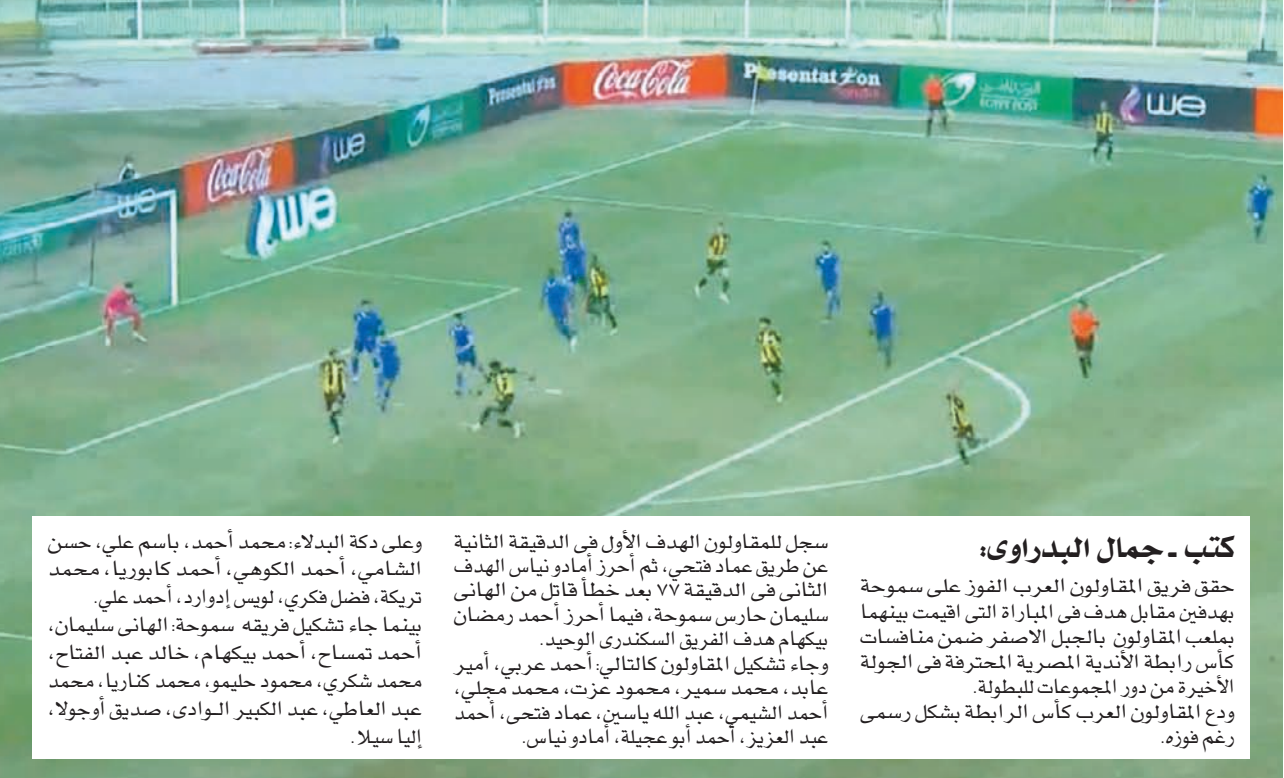 Coca-Cola
Presentation
EGYPT POST
we
Presentation
we
Coca-Cola
we
we
كتب ـ جمال البدراوى:
حقق فريق المقاولون العرب الفوز على سموحة
بهدفين مقابل هدف فى المباراة التى اقيمت بينهما
بملعب المقاولون بالجبل الاصفر ضمن منافسات
كأس رابطة الأندية المصرية المحترفة فى الجولة
الأخيرة من دور المجموعات للبطولة.
ودع المقاولون العرب كأس الرابطة بشكل رسمى
رغم فوزه.
سجل للمقاولون الهدف الأول فى الدقيقة الثانية
عن طريق عماد فتحي، ثم أحرز أمادو نياس الهدف
الثانى فى الدقيقة ٧٧ بعد خطأ قاتل من الهانى
سليمان حارس سموحة، فيما أحرز أحمد رمضان
بيكهام هدف الفريق السكندرى الوحيد.
وجاء تشكيل المقاولون كالتالي: أحمد عربي، أمير
عابد، محمد سمير، محمود عزت، محمد مجلي،
أحمد الشيمي، عبد الله ياسين، عماد فتحى، أحمد
عبد العزيز، أحمد أبو عجيلة، أمادو نياس.
وعلى دكة البدلاء: محمد أحمد، باسم علي، حسن
الشامي، أحمد الكوهي، أحمد كابوريا، محمد
تريكة، فضل فكري، لويس إدوارد، أحمد علي.
بينما جاء تشكيل فريقه سموحة: الهانى سليمان،
أحمد تمساح، أحمد بيكهام، خالد عبد الفتاح،
محمد شكري، محمود حليمو، محمد كناريا، محمد
عبد العاطي، عبد الكبير الوادى، صديق أوجولا،
إليا سيلا.